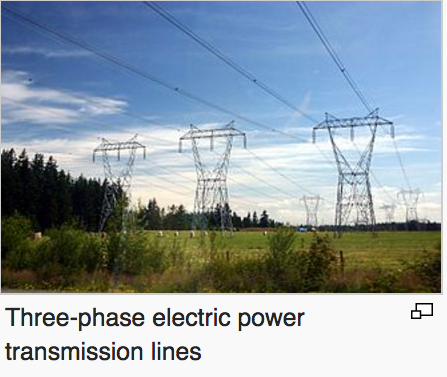 Three-phase electric power
transmission lines